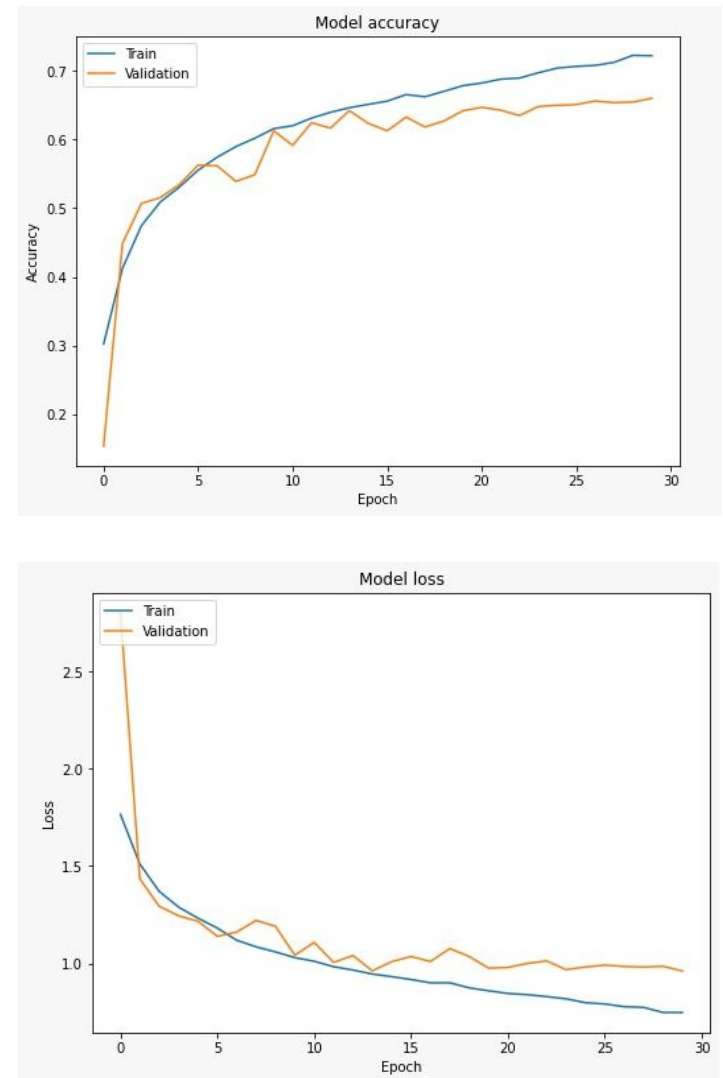 Model accuracy
Train
Validation
0.7
0.6
0.5
0.4
0.3
0.2
Accuracy
0 5 10 15 20 25 30
Epoch
Model loss
Train
Validation
2.5
2.0
1.5
1.0
Loss
0 5 10 15 20 25 30
Epoch